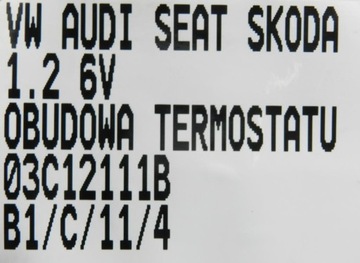 VW AUDI SEAT SKODA
1.2 6V
OBUDOWA TERMOSTATU
03C12111B
B1/C/11/4